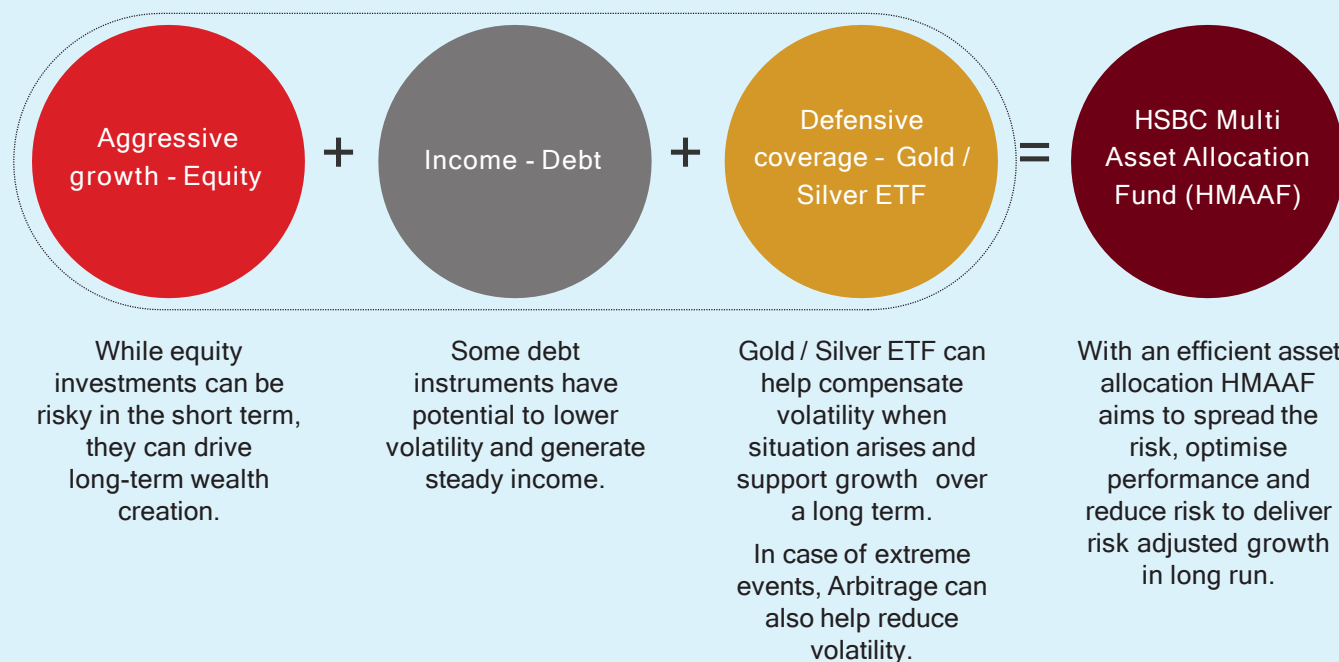 Aggressive
growth - Equity
+
Income - Debt
+
Defensive
coverage - Gold /
Silver ETF
=
HSBC Multi
Asset Allocation
Fund (HMAAF)
While equity
investments can be
risky in the short term,
they can drive
long-term wealth
creation.
Some debt
instruments have
potential to lower
volatility and generate
steady income.
Gold / Silver ETF can
help compensate
volatility when
situation arises and
support growth over
a long term.
In case of extreme
events, Arbitrage can
also help reduce
volatility.
With an efficient asset
allocation HMAAF
aims to spread the
risk, optimise
performance and
reduce risk to deliver
risk adjusted growth
in long run.